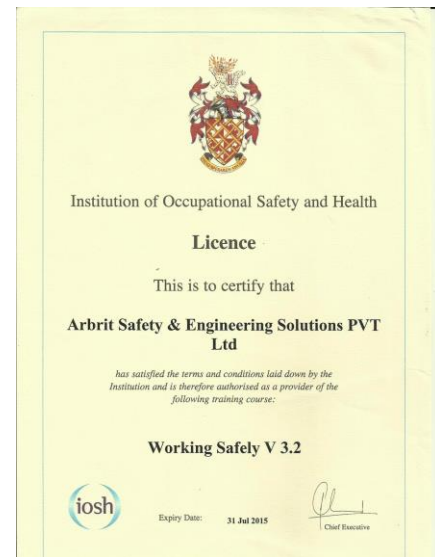 Institution of Occupational Safety and Health
Licence
This is to certify that
Arbrit Safety & Engineering Solutions PVT
Ltd
has satisfied the terms and conditions laid down by the
Institution and is therefore authorised as a provider of the
following training course:
Working Safely V 3.2
iosh
Expiry Date: 31 Jul 2015
Chief Executive